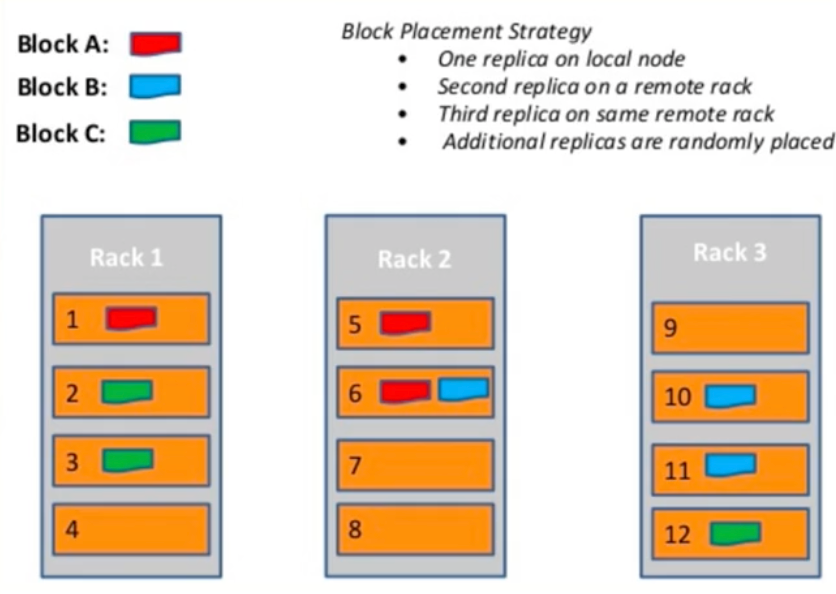 Block A:
Block B:
Block C:
Block Placement Strategy
• One replica on local node
• Second replica on a remote rack
• Third replica on same remote rack
• Additional replicas are randomly placed
Rack 1
1
2
3
4
Rack 2
5
6
7
8
Rack 3
9
10
11
12